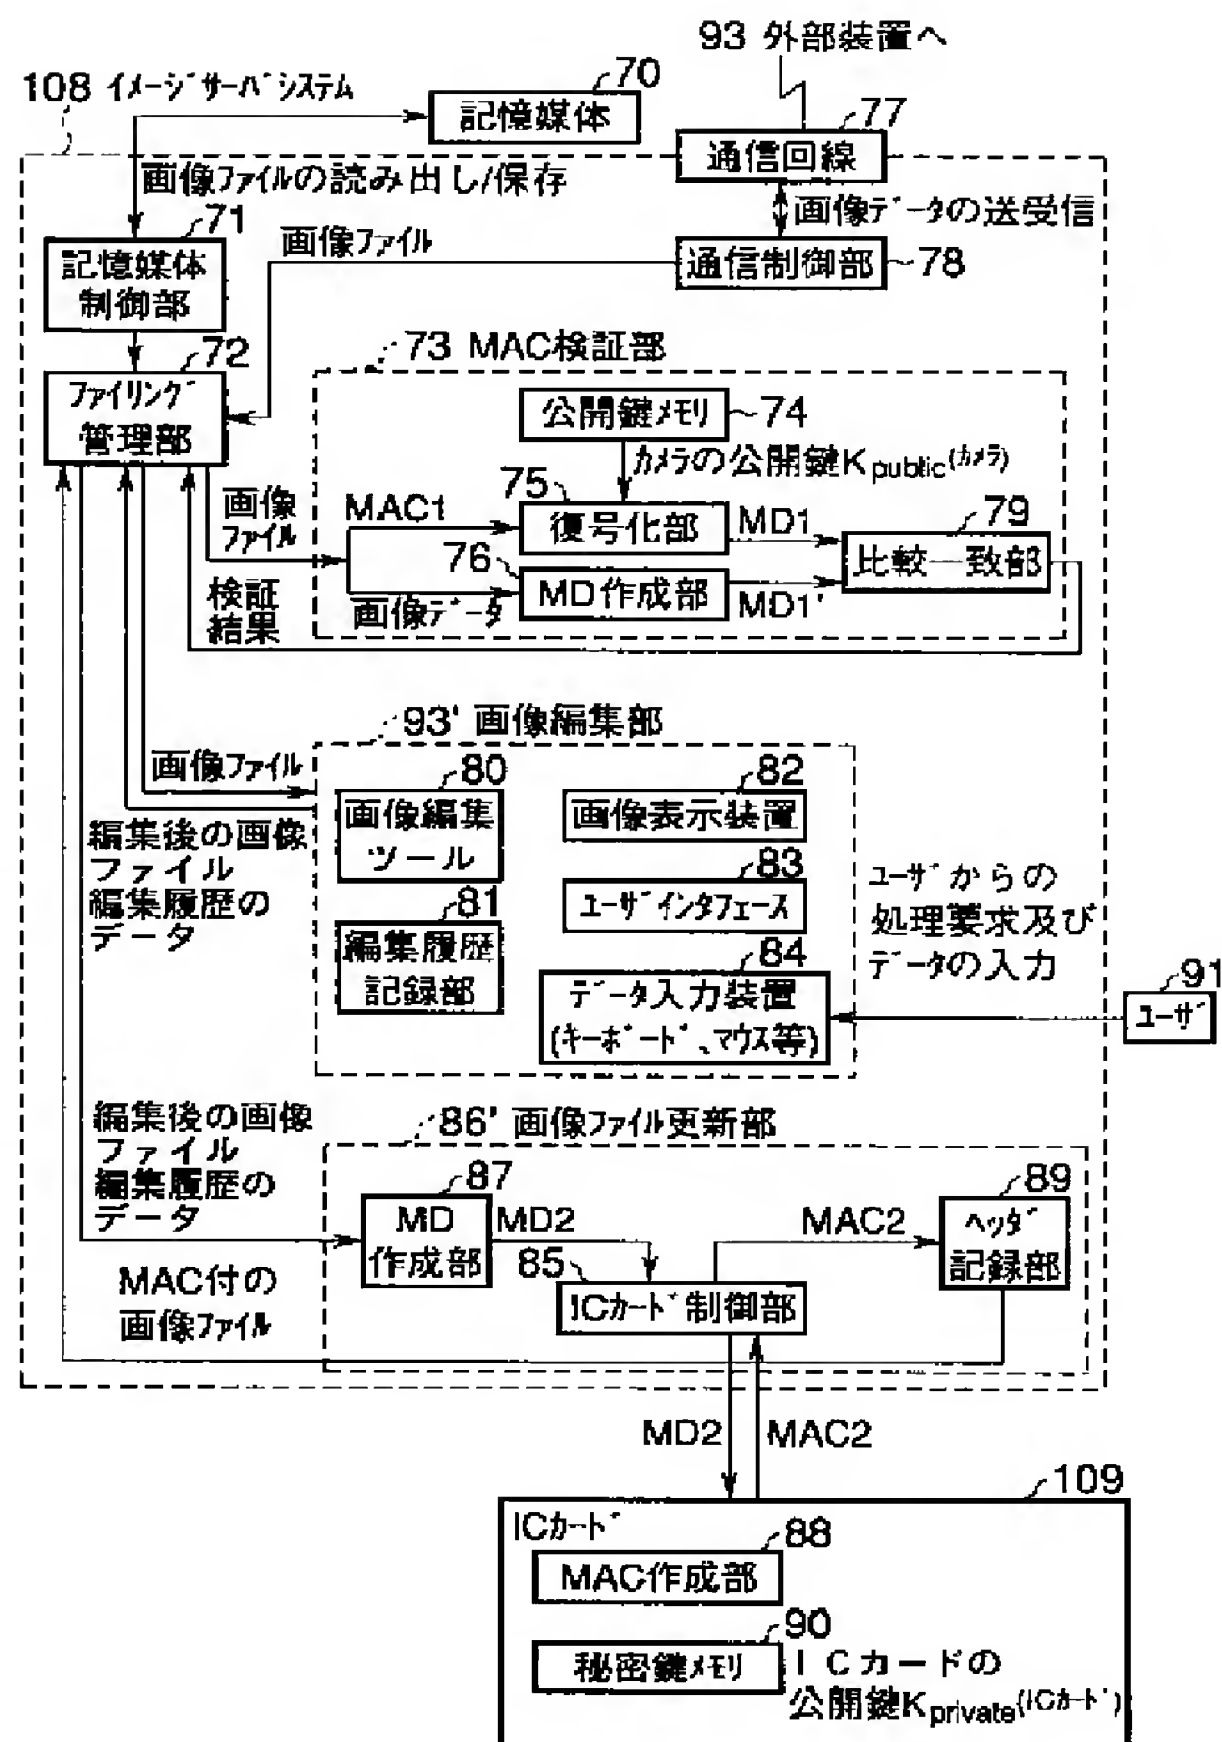 93 外部装置へ
108 ｲﾒｰｼﾞｻｰﾊﾞｼｽﾃﾑ
70
記憶媒体
77
通信回線
画像ﾌｧｲﾙの読み出し/保存
画像ﾃﾞｰﾀの送受信
71
記憶媒体
制御部
画像ﾌｧｲﾙ
通信制御部
78
72
ﾌｧｲﾘﾝｸﾞ
管理部
73 MAC検証部
公開鍵ﾒﾓﾘ
74
ｶﾒﾗの公開鍵Kpublic(ｶﾒﾗ)
画像
ﾌｧｲﾙ
MAC1
75
復号化部
MD1
79
比較一致部
76
MD作成部
MD1'
画像ﾃﾞｰﾀ
検証
結果
93' 画像編集部
画像ﾌｧｲﾙ
80
画像編集
ツール
82
画像表示装置
編集後の画像
ファイル
編集履歴の
データ
81
編集履歴
記録部
83
ﾕｰｻﾞｲﾝﾀﾌｪｰｽ
84
ﾃﾞｰﾀ入力装置
(ｷｰﾎﾞｰﾄﾞ､ﾏｳｽ等)
ﾕｰｻﾞからの
処理要求及び
ﾃﾞｰﾀの入力
91
ﾕｰｻﾞ
編集後の画像
ファイル
編集履歴の
データ
86' 画像ﾌｧｲﾙ更新部
87
MD
作成部
MD2
85
ICｶｰﾄﾞ制御部
MAC2
89
ﾍｯﾀﾞ
記録部
MAC付の
画像ﾌｧｲﾙ
MD2
MAC2
109
ICｶｰﾄﾞ
88
MAC作成部
90
秘密鍵ﾒﾓﾘ
ＩＣカードの
公開鍵Kprivate(ICｶｰﾄﾞ)